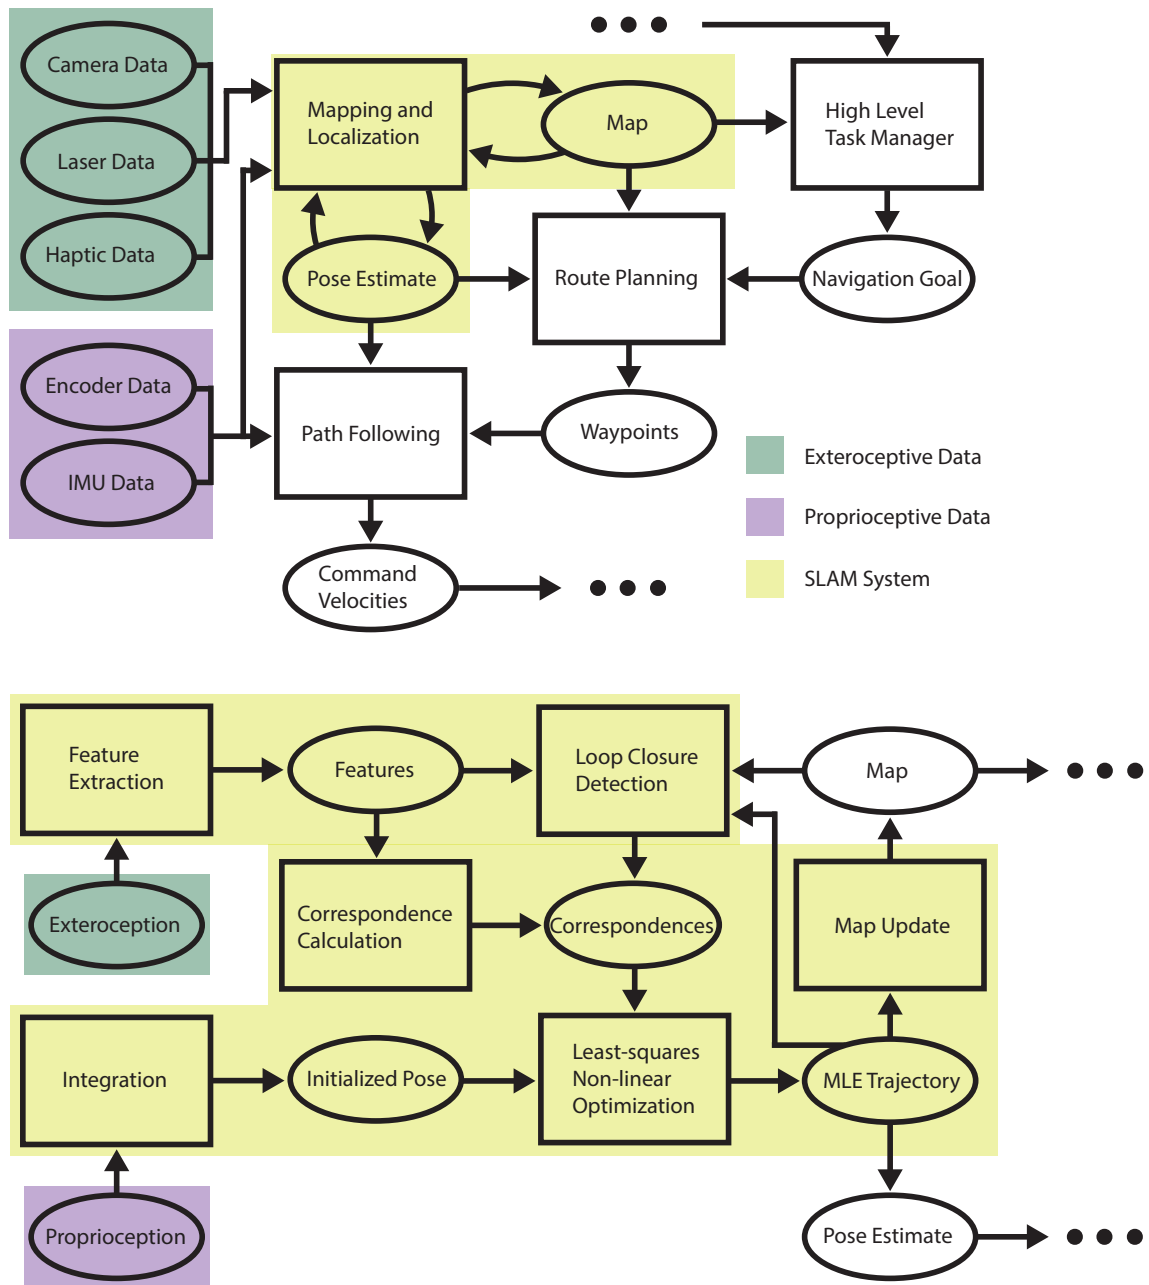 Camera Data
Laser Data
Haptic Data
Encoder Data
IMU Data
Mapping and
Localization
Map
High Level
Task Manager
Pose Estimate
Route Planning
Navigation Goal
Path Following
Waypoints
Command
Velocities
Exteroceptive Data
Proprioceptive Data
SLAM System
Feature
Extraction
Features
Loop Closure
Detection
Map
Exteroception
Correspondence
Calculation
Correspondences
Map Update
Integration
Initialized Pose
Least-squares
Non-linear
Optimization
MLE Trajectory
Proprioception
Pose Estimate